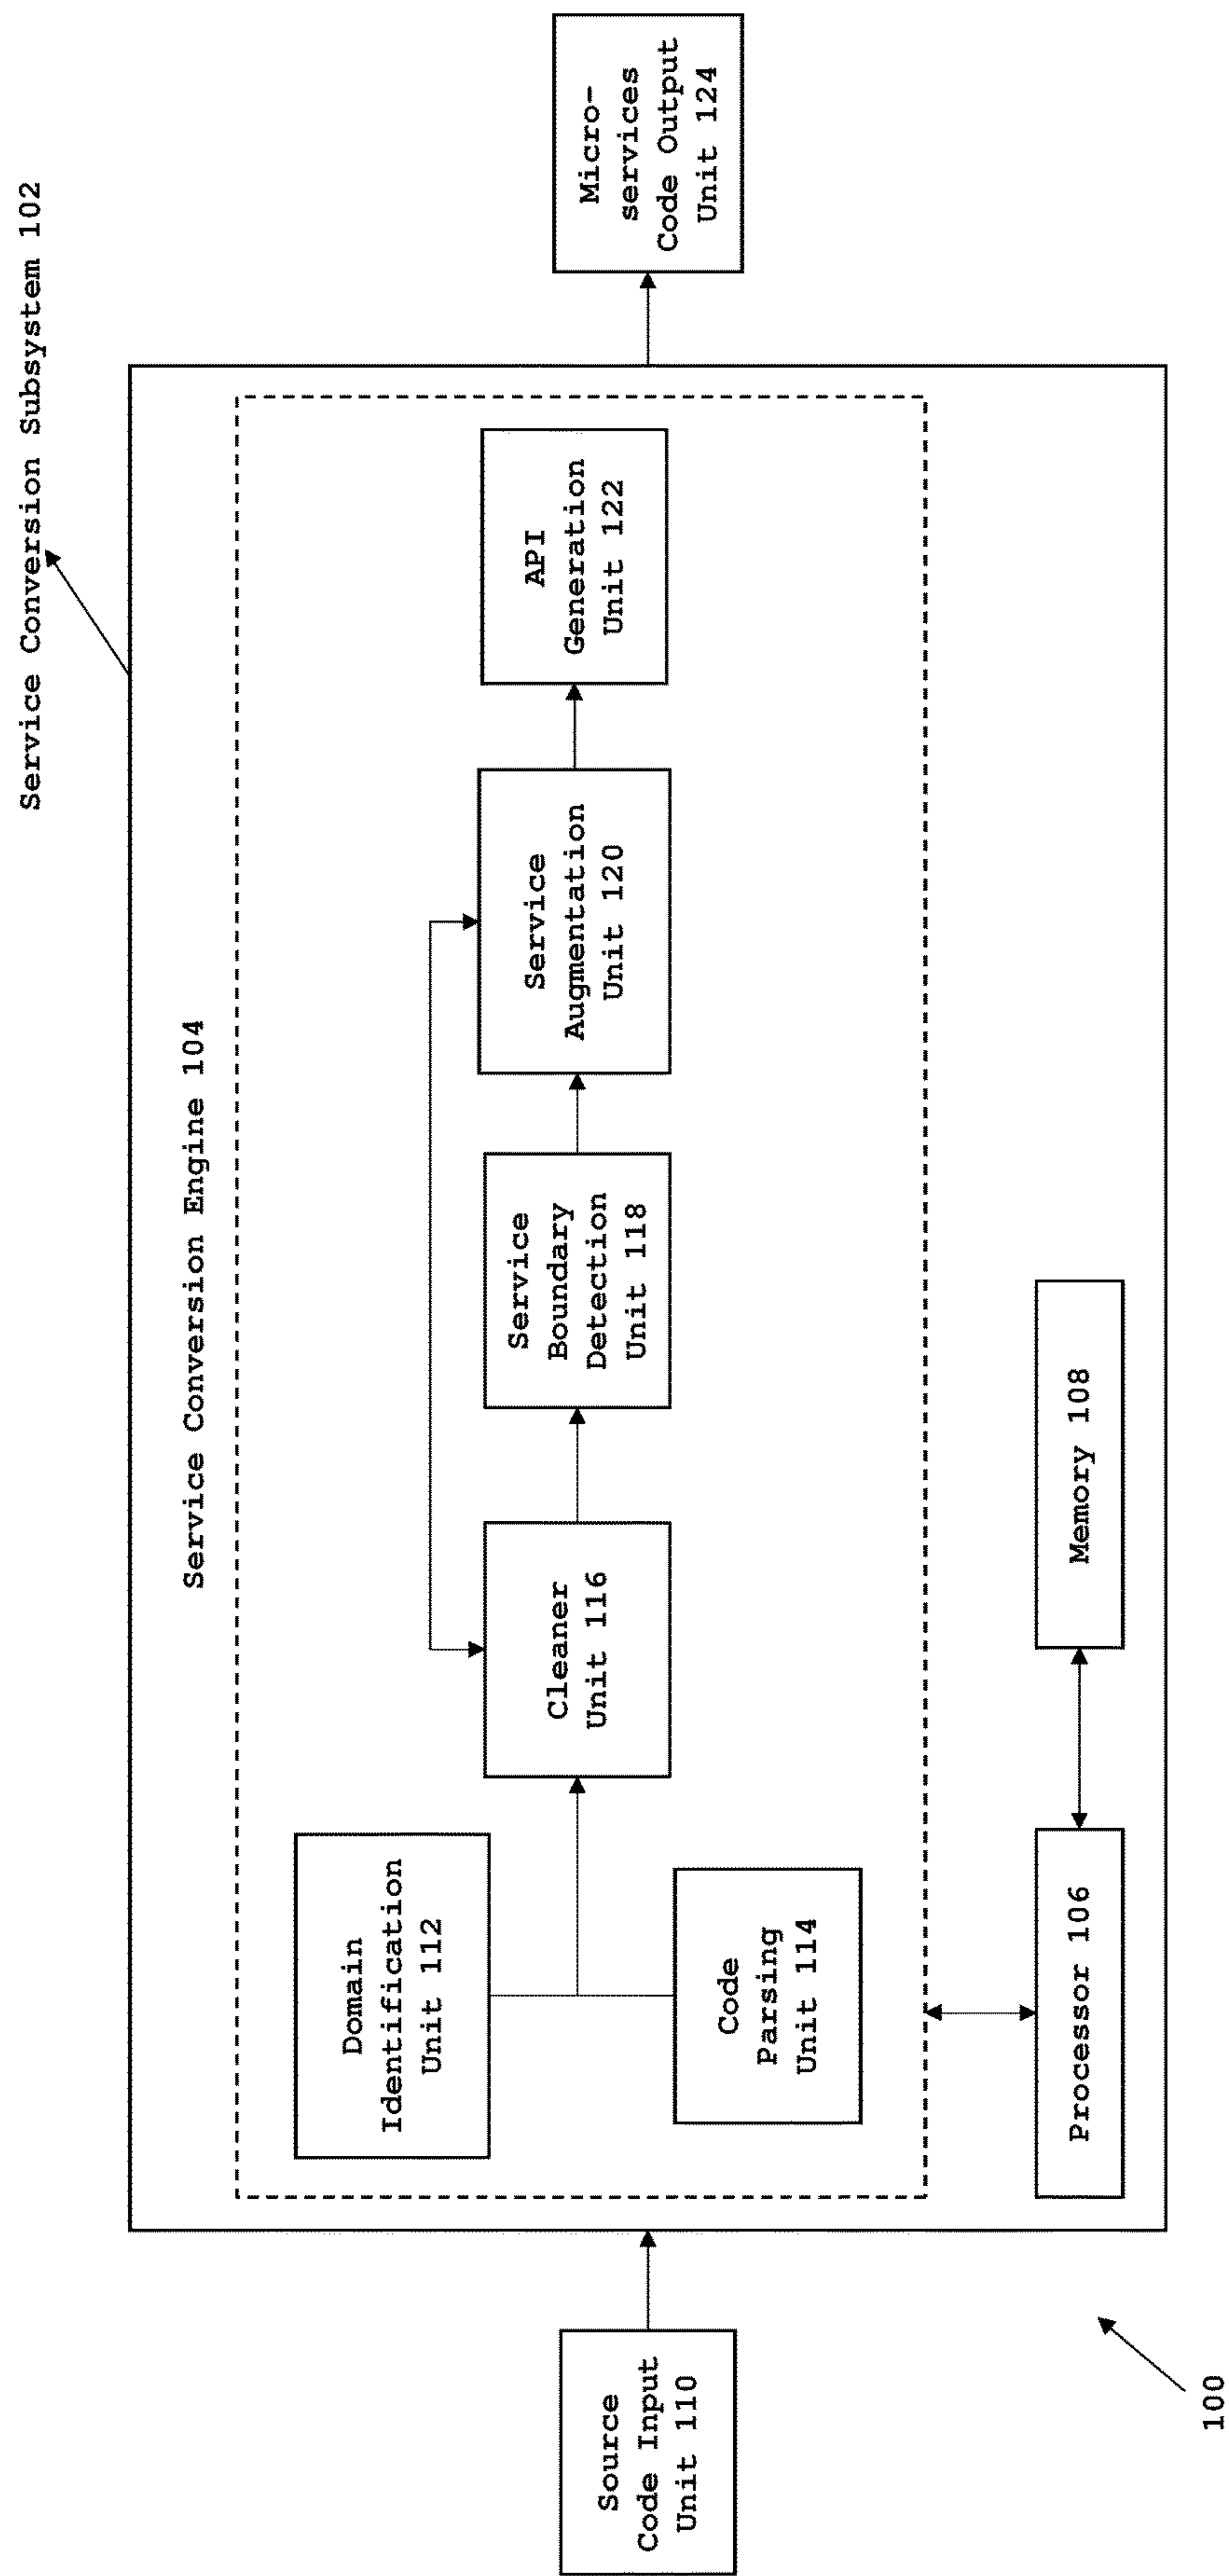 Service Conversion Subsystem 102
Service Conversion Engine 104
Source
Code Input
Unit 110
Domain
Identification
Unit 112
Code
Parsing
Unit 114
Cleaner
Unit 116
Service
Boundary
Detection
Unit 118
Service
Augmentation
Unit 120
API
Generation
Unit 122
Micro-
services
Code Output
Unit 124
Processor 106
Memory 108
100